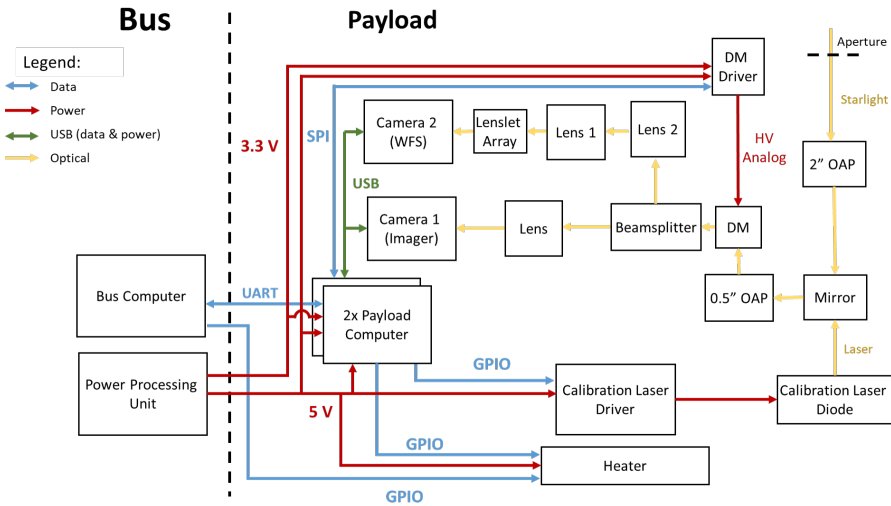 Bus
Payload
Legend:
Data
Power
USB (data & power)
Optical
3.3 V
SPI
USB
Camera 2
(WFS)
Lenslet
Array
Lens 1
Lens 2
DM
Driver
HV
Analog
Aperture
Starlight
2” OAP
Camera 1
(Imager)
Lens
Beamsplitter
DM
0.5” OAP
Mirror
Laser
Bus Computer
UART
2x Payload
Computer
Power Processing
Unit
5 V
GPIO
Calibration Laser
Driver
Calibration Laser
Diode
GPIO
Heater
GPIO